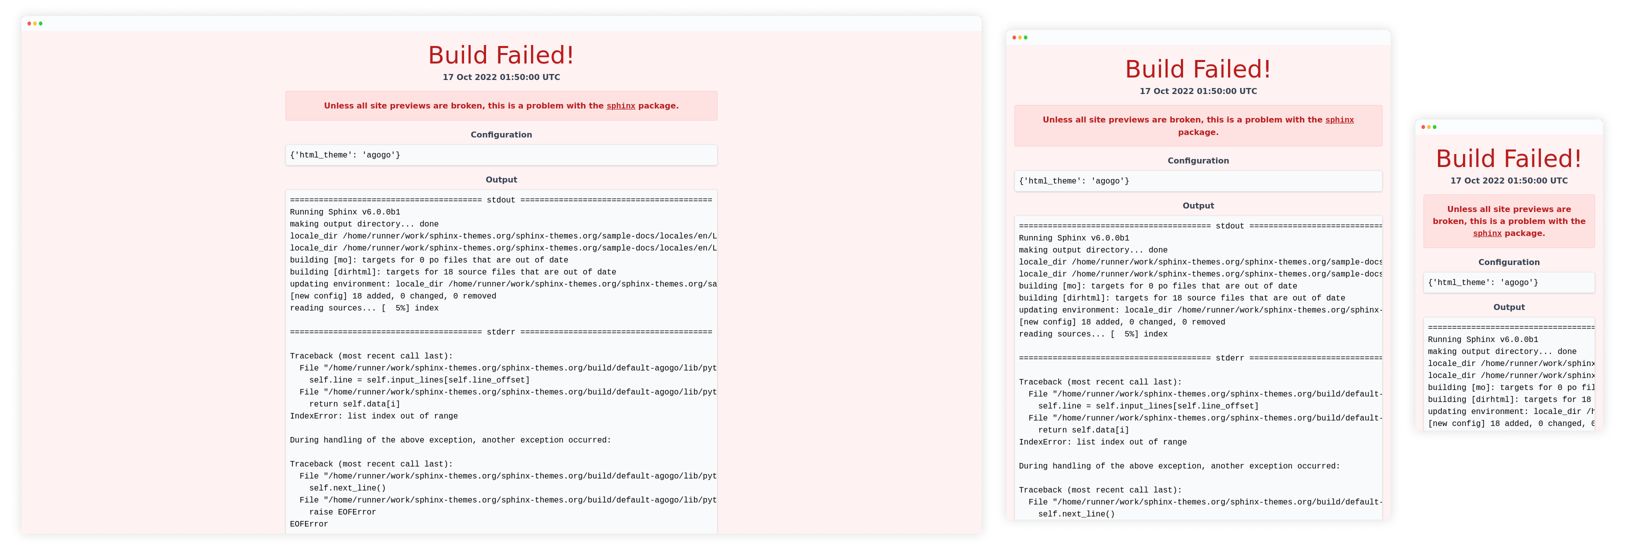 Build Failed!
17 Oct 2022 01:50:00 UTC
Unless all site previews are broken, this is a problem with the sphinx package.
Configuration
{'html_theme': 'agogo'}
Output
======================================== stdout ========================================
Running Sphinx v6.0.0b1
making output directory... done
locale_dir /home/runner/work/sphinx-themes.org/sphinx-themes.org/sample-docs/locales/en/L
locale_dir /home/runner/work/sphinx-themes.org/sphinx-themes.org/sample-docs/locales/en/L
building [mo]: targets for 0 po files that are out of date
building [dirhtml]: targets for 18 source files that are out of date
updating environment: locale_dir /home/runner/work/sphinx-themes.org/sphinx-themes.org/sa
[new config] 18 added, 0 changed, 0 removed
reading sources... [  5%] index
======================================== stderr ========================================
Traceback (most recent call last):
  File "/home/runner/work/sphinx-themes.org/sphinx-themes.org/build/default-agogo/lib/pyt
    self.line = self.input_lines[self.line_offset]
  File "/home/runner/work/sphinx-themes.org/sphinx-themes.org/build/default-agogo/lib/pyt
    return self.data[i]
IndexError: list index out of range
During handling of the above exception, another exception occurred:
Traceback (most recent call last):
  File "/home/runner/work/sphinx-themes.org/sphinx-themes.org/build/default-agogo/lib/pyt
    self.next_line()
  File "/home/runner/work/sphinx-themes.org/sphinx-themes.org/build/default-agogo/lib/pyt
    raise EOFError
EOFError
Build Failed!
17 Oct 2022 01:50:00 UTC
Unless all site previews are broken, this is a problem with the sphinx
package.
Configuration
{'html_theme': 'agogo'}
Output
======================================== stdout ============================
Running Sphinx v6.0.0b1
making output directory... done
locale_dir /home/runner/work/sphinx-themes.org/sphinx-themes.org/sample-docs
locale_dir /home/runner/work/sphinx-themes.org/sphinx-themes.org/sample-docs
building [mo]: targets for 0 po files that are out of date
building [dirhtml]: targets for 18 source files that are out of date
updating environment: locale_dir /home/runner/work/sphinx-themes.org/sphinx-
[new config] 18 added, 0 changed, 0 removed
reading sources... [  5%] index
======================================== stderr ============================
Traceback (most recent call last):
  File "/home/runner/work/sphinx-themes.org/sphinx-themes.org/build/default-
    self.line = self.input_lines[self.line_offset]
  File "/home/runner/work/sphinx-themes.org/sphinx-themes.org/build/default-
    return self.data[i]
IndexError: list index out of range
During handling of the above exception, another exception occurred:
Traceback (most recent call last):
  File "/home/runner/work/sphinx-themes.org/sphinx-themes.org/build/default-
    self.next_line()
Build Failed!
17 Oct 2022 01:50:00 UTC
Unless all site previews are
broken, this is a problem with the
sphinx package.
Configuration
{'html_theme': 'agogo'}
Output
===================================
Running Sphinx v6.0.0b1
making output directory... done
locale_dir /home/runner/work/sphinx
locale_dir /home/runner/work/sphinx
building [mo]: targets for 0 po fil
building [dirhtml]: targets for 18
updating environment: locale_dir /h
[new config] 18 added, 0 changed, 0